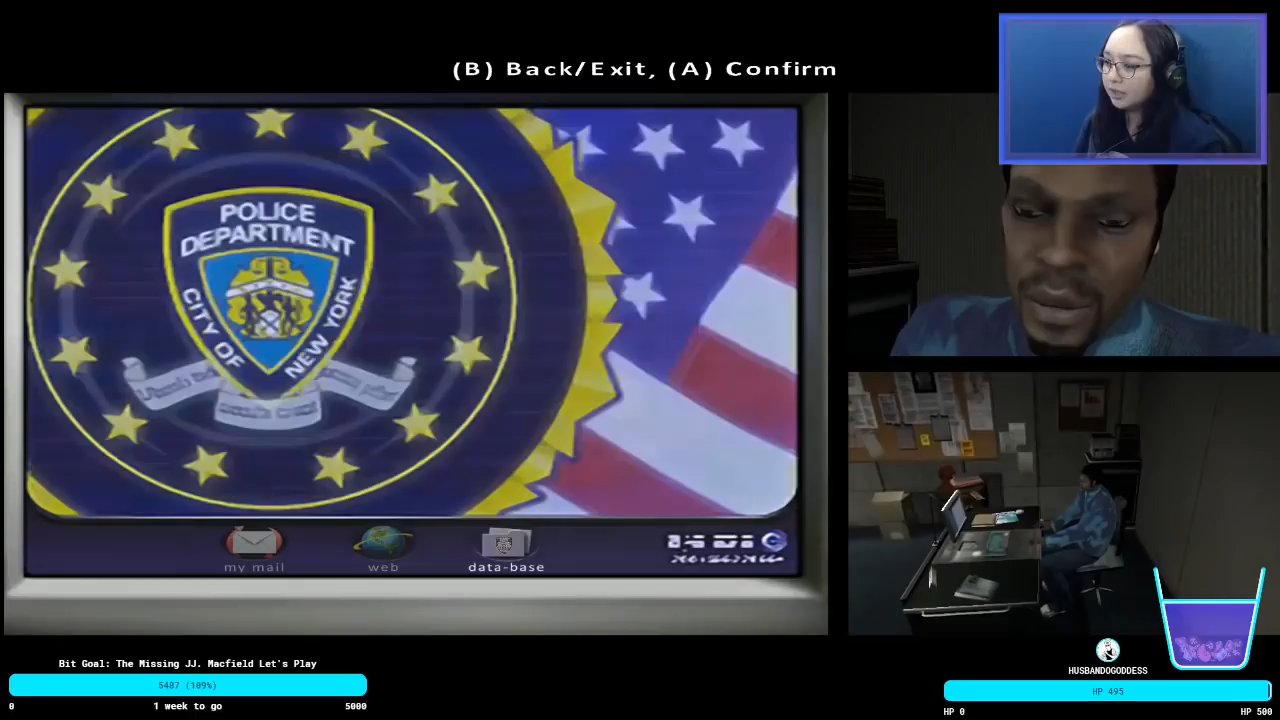 (B) Back/Exit, (A) Confirm
POLICE
DEPARTMENT
CITY OF
NEW YORK
my mail
web
data-base
Bit Goal: The Missing JJ. Macfield Let's Play
5487 (109%)
0
1 week to go
5000
HUSBANDOGODDESS
HP 495
HP 0
HP 500